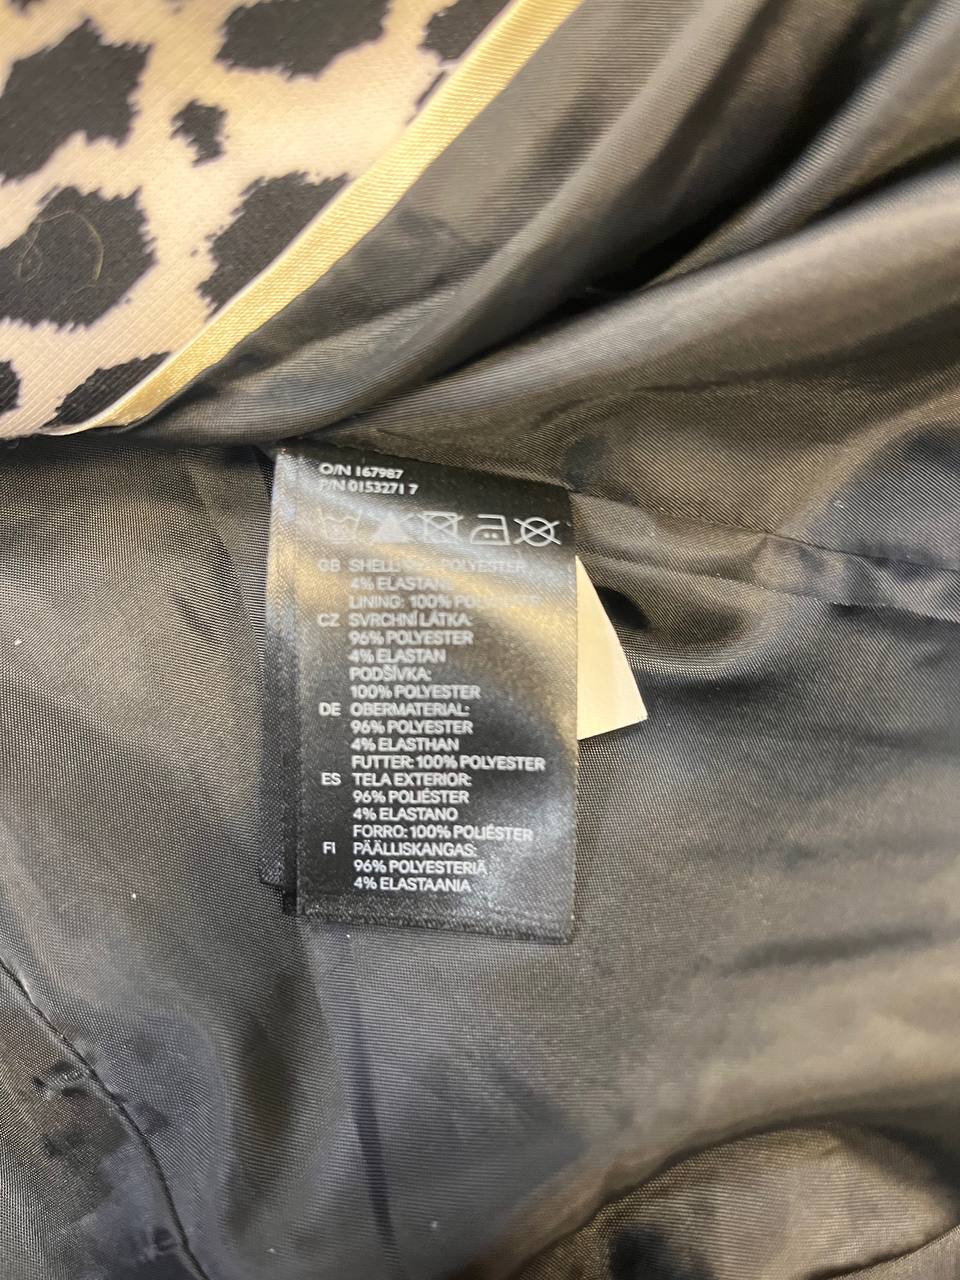 O/N 167987
P/N 0153271 7
GB SHELL: 96% POLYESTER
4% ELASTANE
LINING: 100% POLYESTER
CZ SVRCHNÍ LÁTKA:
96% POLYESTER
4% ELASTAN
PODŠÍVKA:
100% POLYESTER
DE OBERMATERIAL:
96% POLYESTER
4% ELASTHAN
FUTTER: 100% POLYESTER
ES TELA EXTERIOR:
96% POLIÉSTER
4% ELASTANO
FORRO: 100% POLIÉSTER
FI PÄÄLLISKANGAS:
96% POLYESTERIÄ
4% ELASTAANIA